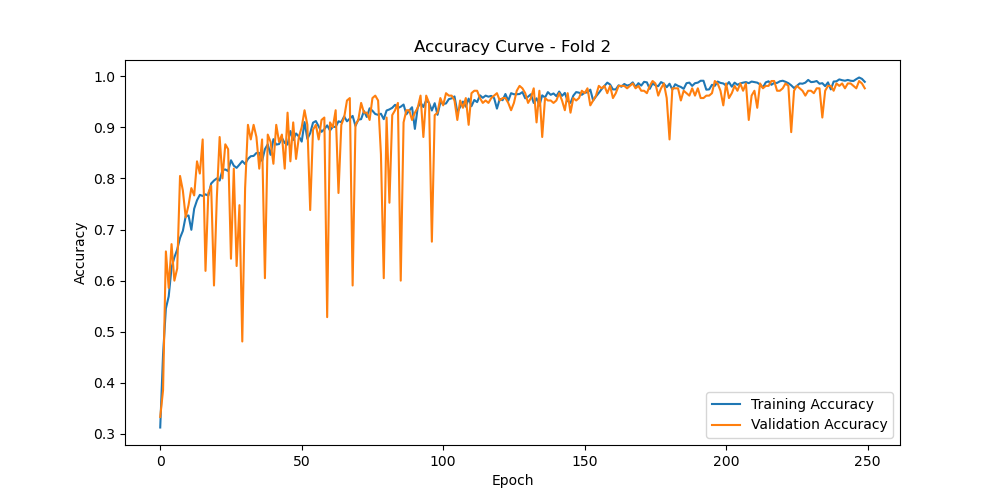 Accuracy Curve - Fold 2
1.0
0.9
0.8
0.7
0.6
0.5
0.4
0.3
Accuracy
0
50
100
150
200
250
Epoch
Training Accuracy
Validation Accuracy